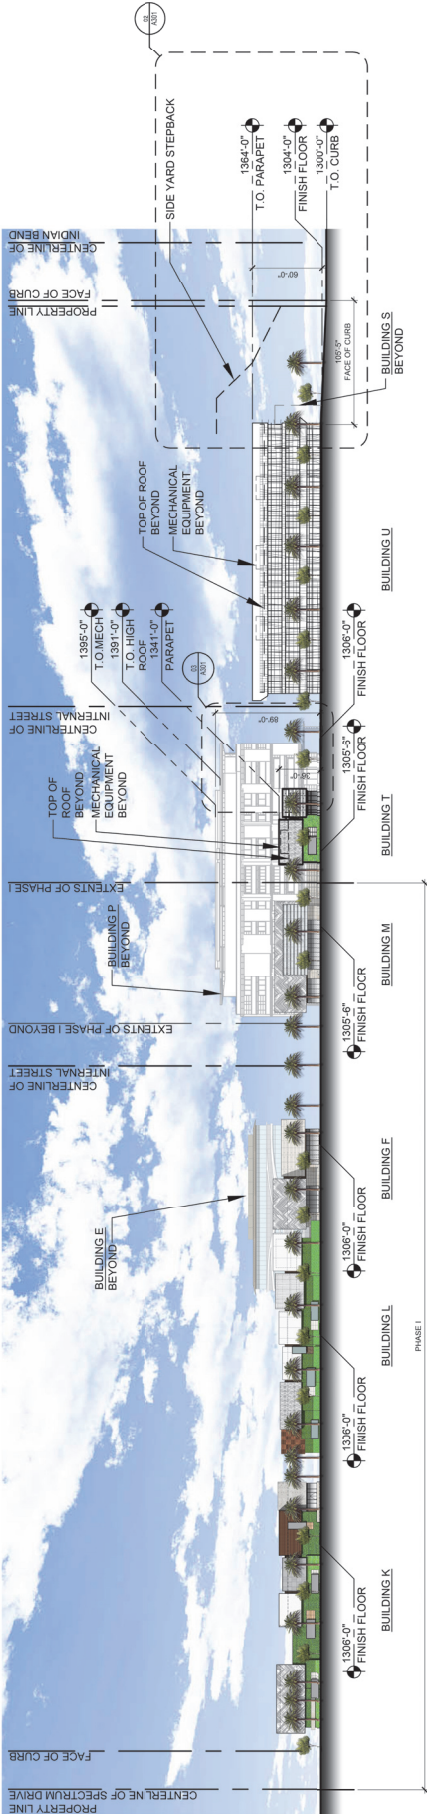 PROPERTY LINE
CENTERLINE OF SPECTRUM DRIVE
FACE OF CURB
1306'-0"
FINISH FLOOR
BUILDING K
1306'-0"
FINISH FLOOR
BUILDING L
BUILDING E
BEYOND
1306'-0"
FINISH FLOOR
BUILDING F
PHASE I
CENTERLINE OF
INTERNAL STREET
EXTENTS OF PHASE I BEYOND
BUILDING P
BEYOND
1305'-6"
FINISH FLOOR
BUILDING M
EXTENTS OF PHASE I
TOP OF
ROOF
BEYOND
MECHANICAL
EQUIPMENT
BEYOND
BUILDING T
1305'-6"
FINISH FLOOR
36'-0"
89'-0"
CENTERLINE OF
INTERNAL STREET
03
A301
1395'-0"
T.O.MECH
1391'-0"
T.O. HIGH
ROOF
1341'-0"
PARAPET
1306'-0"
FINISH FLOOR
BUILDING U
TOP OF ROOF
BEYOND
MECHANICAL
EQUIPMENT
BEYOND
BUILDING S
BEYOND
105'-5"
FACE OF CURB
60'-0"
PROPERTY LINE
FACE OF CURB
CENTERLINE OF
INDIAN BEND
SIDE YARD STEPBACK
1364'-0"
T.O. PARAPET
1304'-0"
FINISH FLOOR
1300'-0"
T.O. CURB
02
A301